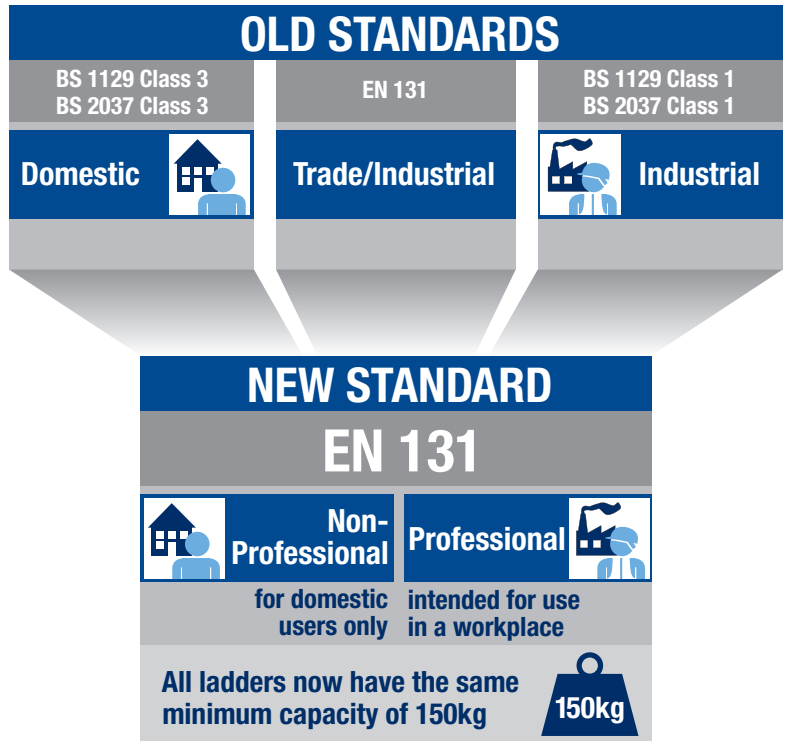 OLD STANDARDS
BS 1129 Class 3
BS 2037 Class 3
EN 131
BS 1129 Class 1
BS 2037 Class 1
Domestic
Trade/Industrial
Industrial
NEW STANDARD
EN 131
Non-
Professional
Professional
for domestic
users only
intended for use
in a workplace
All ladders now have the same
minimum capacity of 150kg
150kg